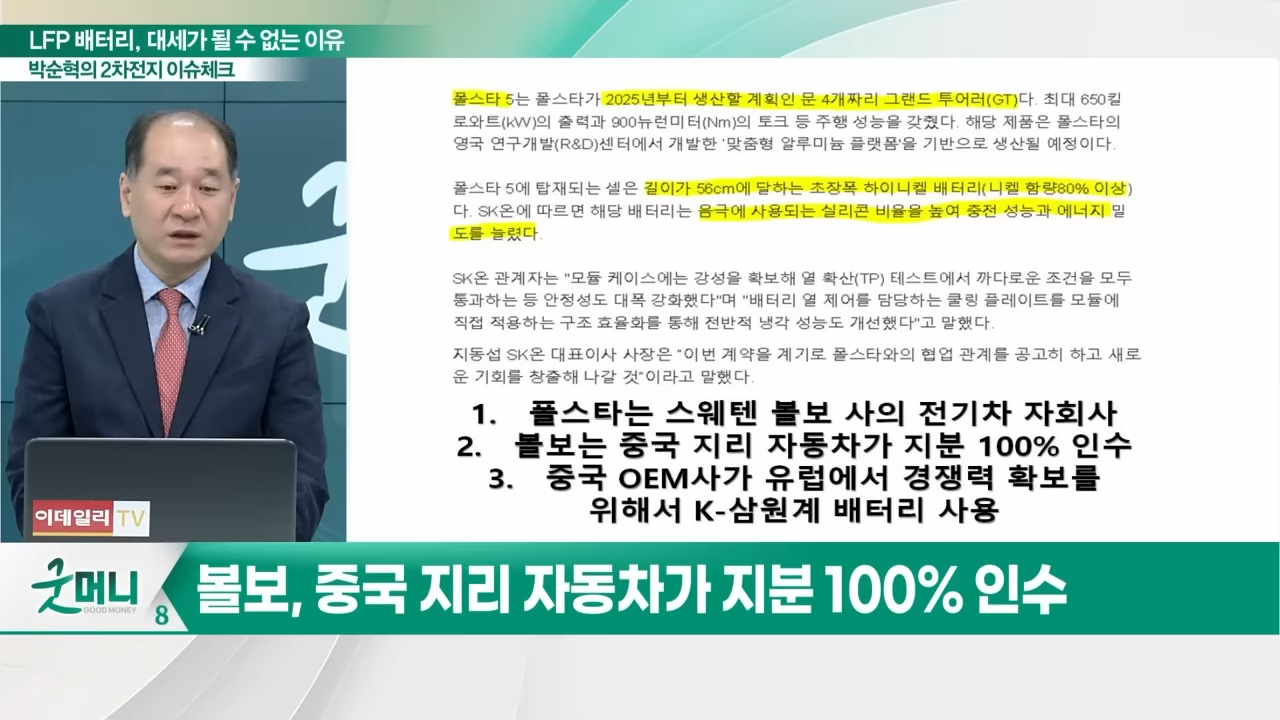 LFP 배터리, 대세가 될 수 없는 이유
박순혁의 2차전지 이슈체크
폴스타 5는 폴스타가 2025년부터 생산할 계획인 문 4개짜리 그랜드 투어러(GT)다. 최대 650킬
로와트(kW)의 출력과 900뉴런미터(Nm)의 토크 등 주행 성능을 갖췄다. 해당 제품은 폴스타의
영국 연구개발(R&D)센터에서 개발한 '맞춤형 알루미늄 플랫폼'을 기반으로 생산될 예정이다.
폴스타 5에 탑재되는 셀은 길이가 56cm에 달하는 초장폭 하이니켈 배터리(니켈 함량80% 이상)
다. SK온에 따르면 해당 배터리는 음극에 사용되는 실리콘 비율을 높여 충전 성능과 에너지 밀
도를 늘렸다.
SK온 관계자는 "모듈 케이스에는 강성을 확보해 열 확산(TP) 테스트에서 까다로운 조건을 모두
통과하는 등 안정성도 대폭 강화했다"며 "배터리 열 제어를 담당하는 쿨링 플레이트를 모듈에
직접 적용하는 구조 효율화를 통해 전반적 냉각 성능도 개선했다"고 말했다.
지동섭 SK온 대표이사 사장은 "이번 계약을 계기로 폴스타와의 협업 관계를 공고히 하고 새로
운 기회를 창출해 나갈 것"이라고 말했다.
1. 폴스타는 스웨덴 볼보 사의 전기차 자회사
2. 볼보는 중국 지리 자동차가 지분 100% 인수
3. 중국 OEM사가 유럽에서 경쟁력 확보를
위해서 K-삼원계 배터리 사용
이데일리 TV
굿머니
GOOD MONEY
8
볼보, 중국 지리 자동차가 지분 100% 인수